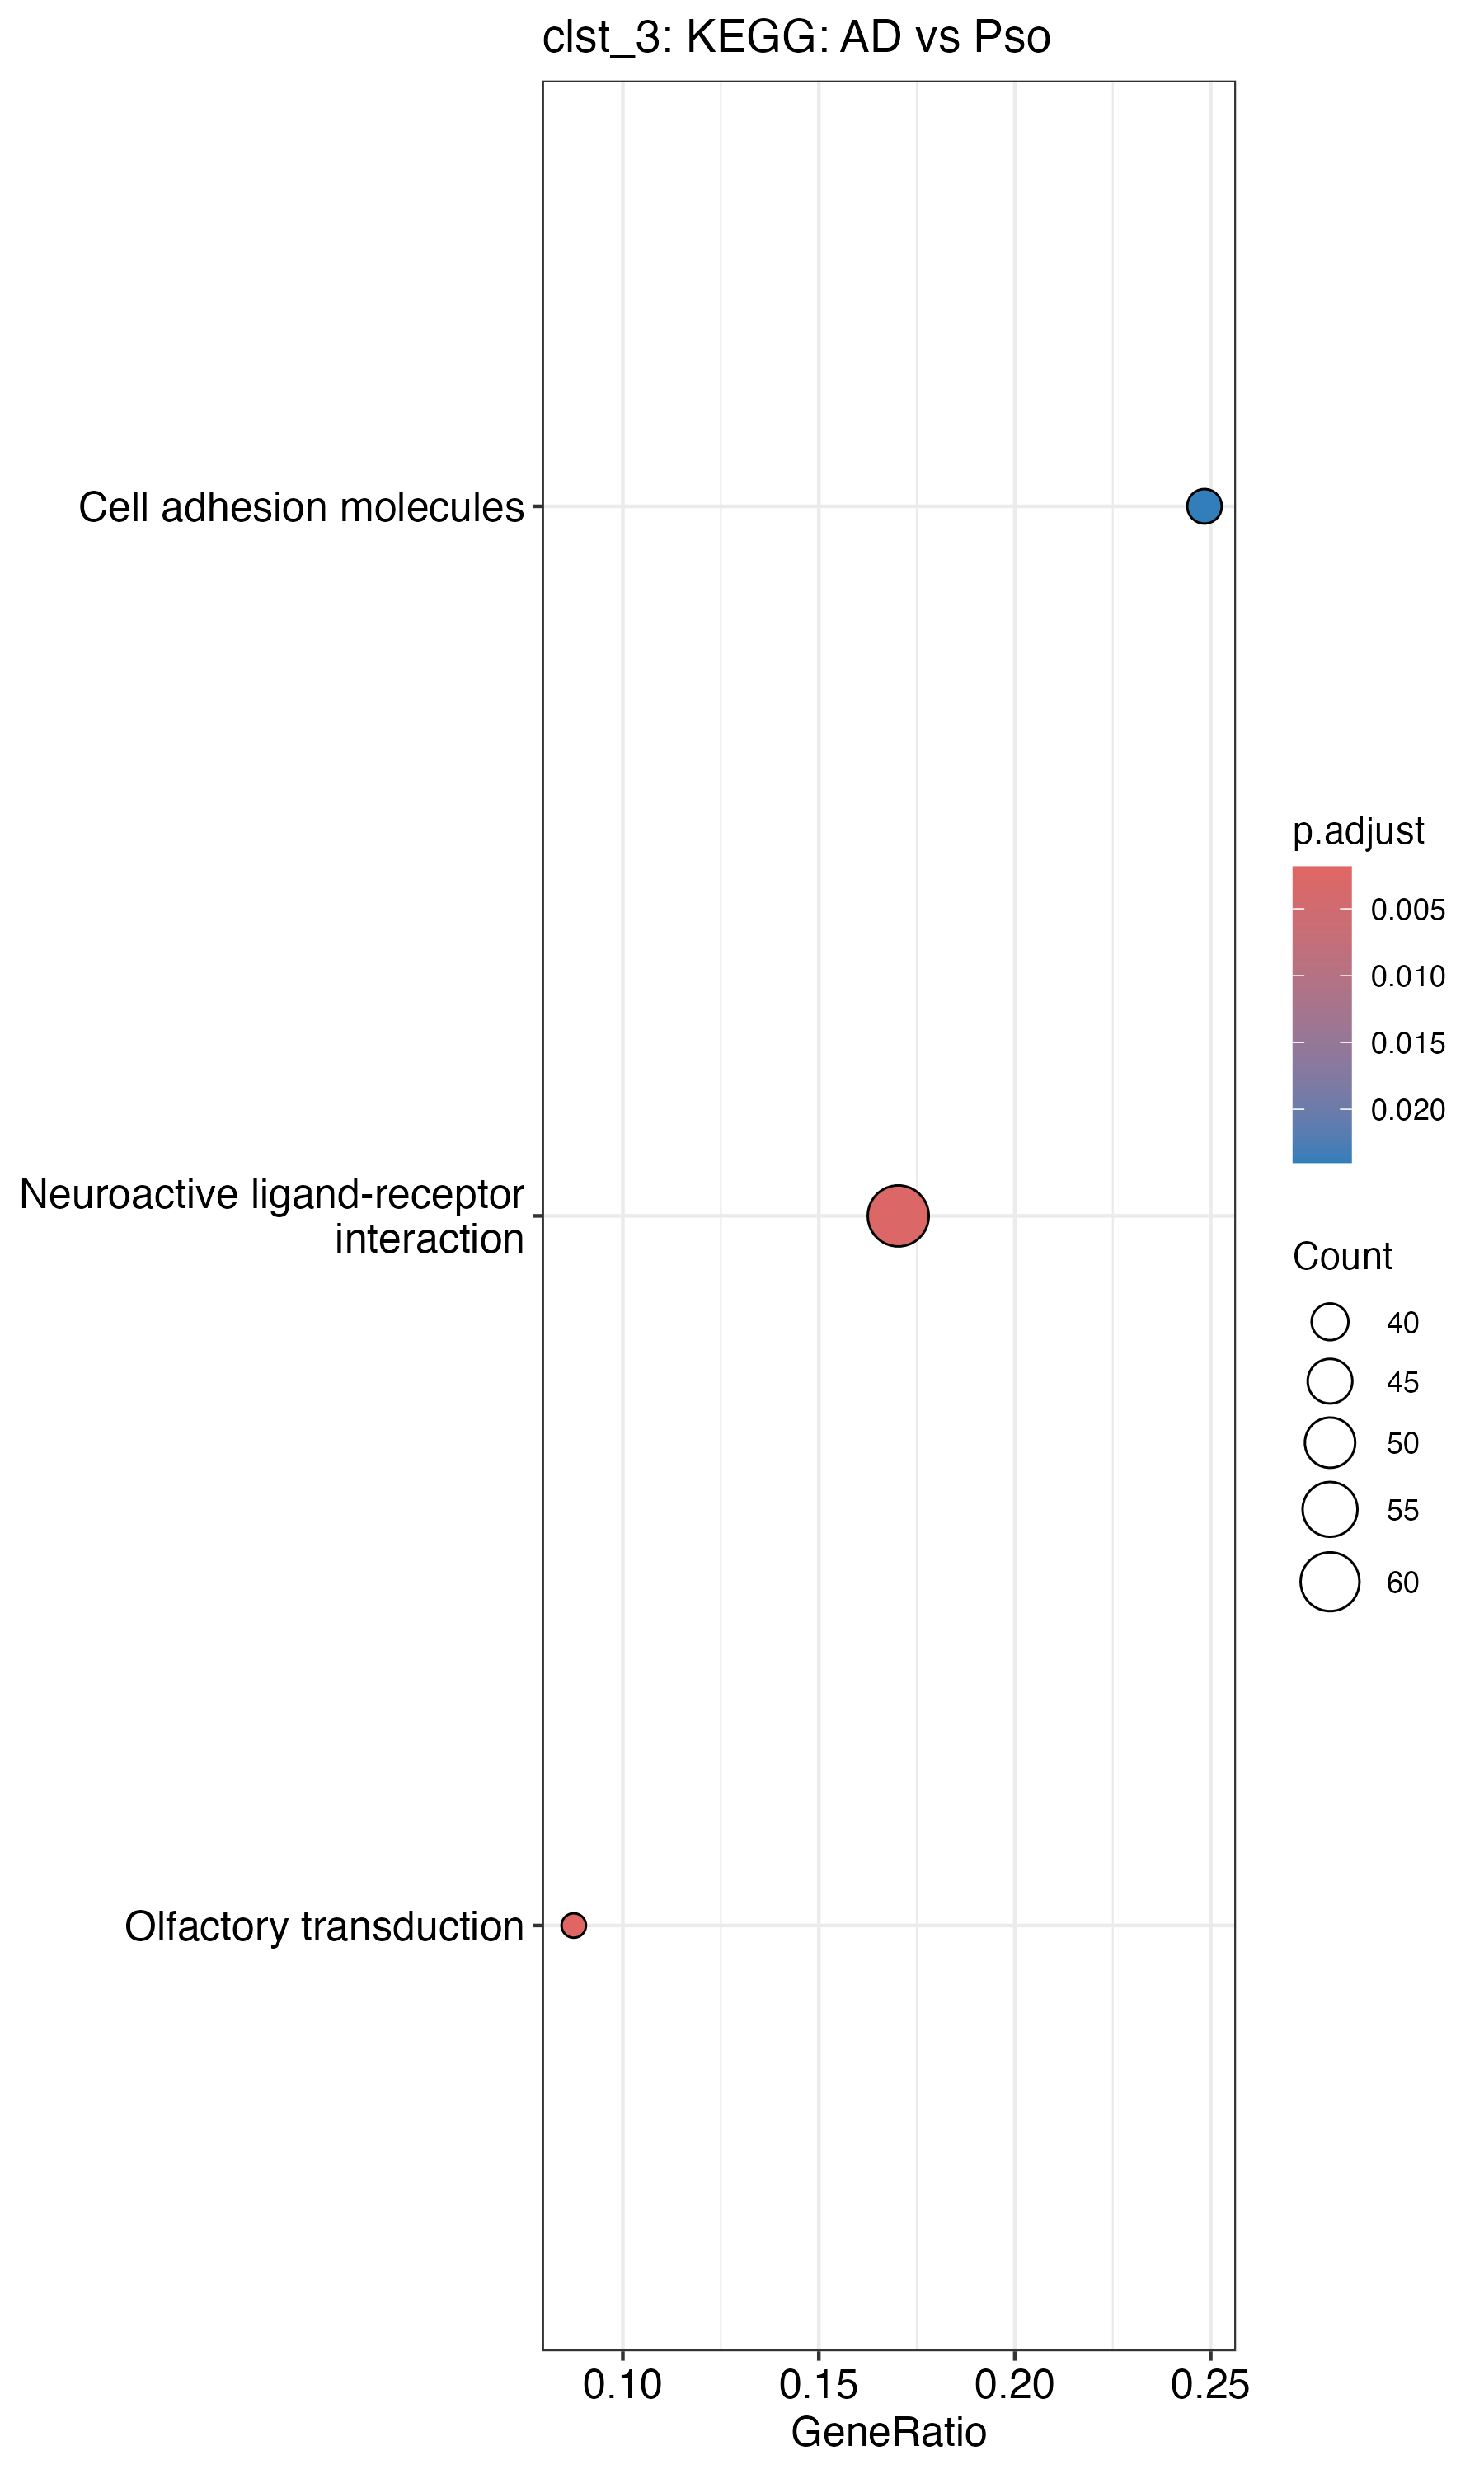 clst_3: KEGG: AD vs Pso
Cell adhesion molecules
Neuroactive ligand-receptor
interaction
Olfactory transduction
0.10
0.15
0.20
0.25
GeneRatio
p.adjust
0.005
0.010
0.015
0.020
Count
40
45
50
55
60